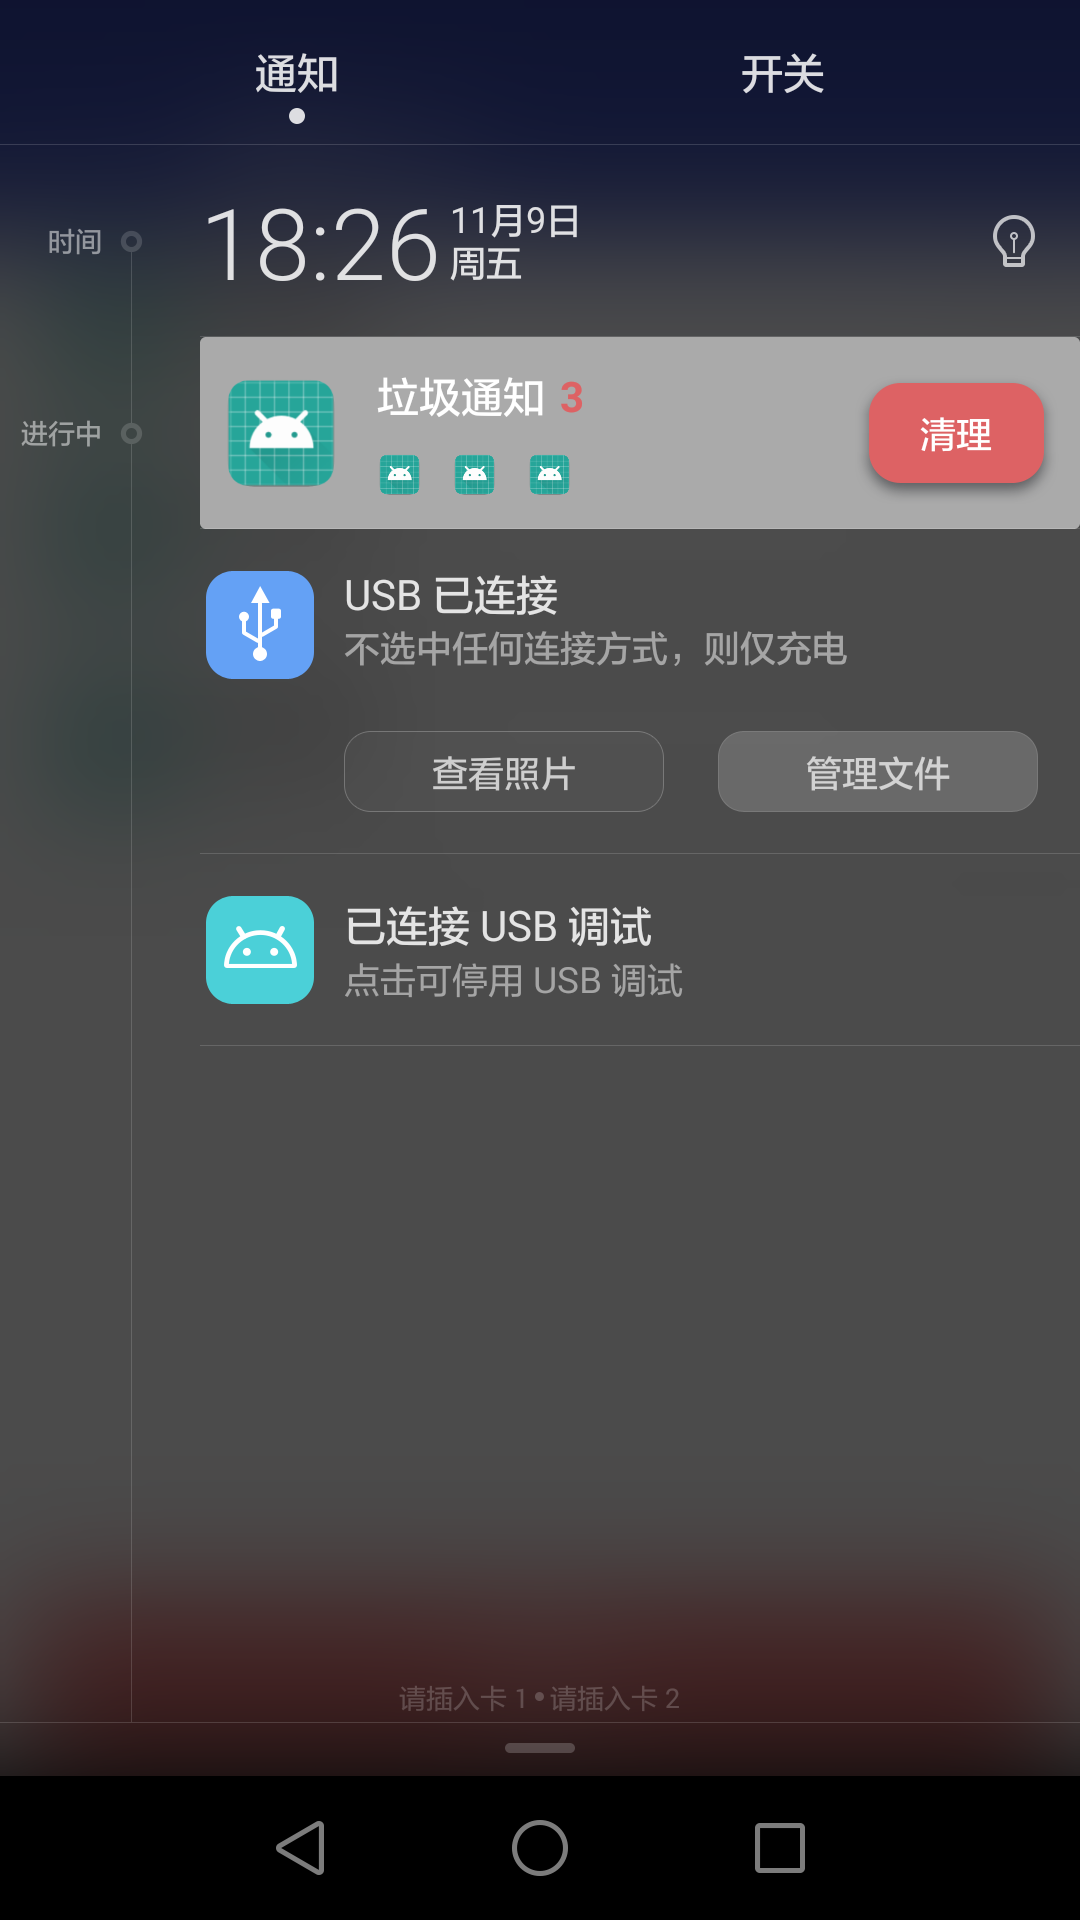 通知
开关
时间
18:26
11月9日
周五
进行中
垃圾通知 3
清理
USB 已连接
不选中任何连接方式，则仅充电
查看照片
管理文件
已连接 USB 调试
点击可停用 USB 调试
请插入卡 1•请插入卡 2